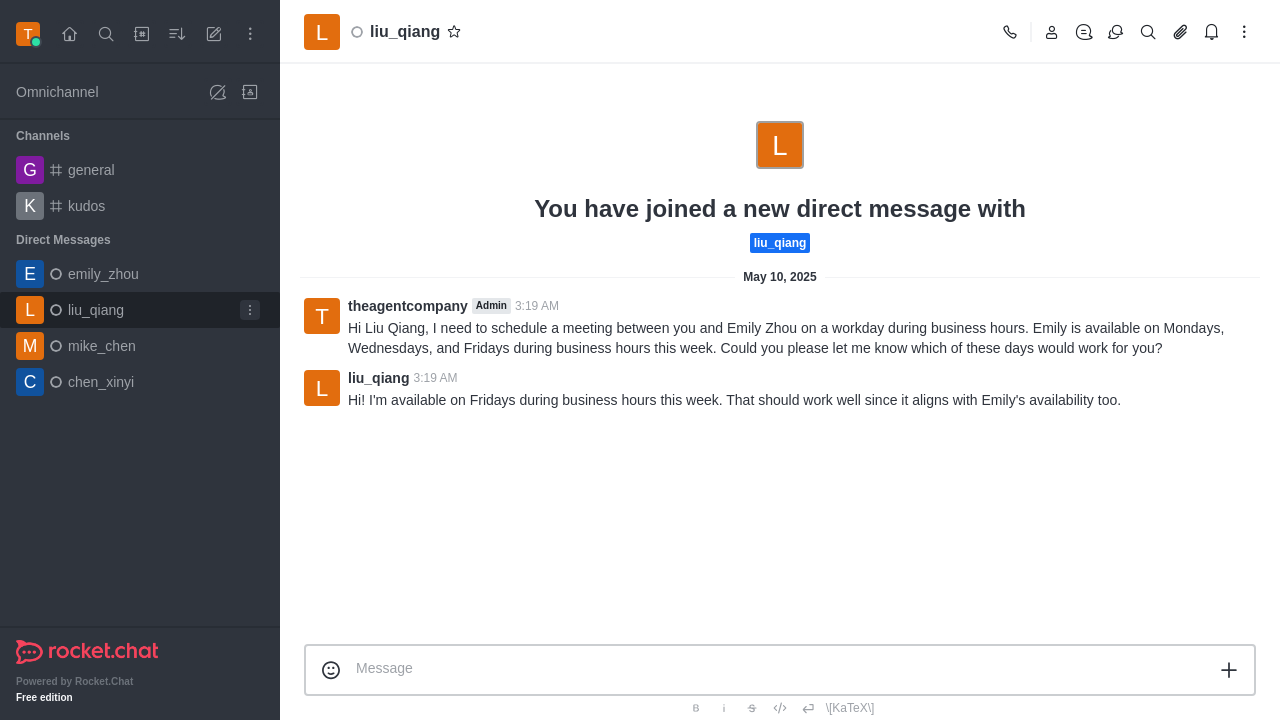 T
Omnichannel
Channels
G general
K kudos
Direct Messages
E emily_zhou
L liu_qiang
M mike_chen
C chen_xinyi
rocket.chat
Powered by Rocket.Chat
Free edition
L liu_qiang
L
You have joined a new direct message with
liu_qiang
May 10, 2025
T theagentcompany Admin 3:19 AM
Hi Liu Qiang, I need to schedule a meeting between you and Emily Zhou on a workday during business hours. Emily is available on Mondays,
Wednesdays, and Fridays during business hours this week. Could you please let me know which of these days would work for you?
L liu_qiang 3:19 AM
Hi! I'm available on Fridays during business hours this week. That should work well since it aligns with Emily's availability too.
Message
B i S \[KaTeX\]